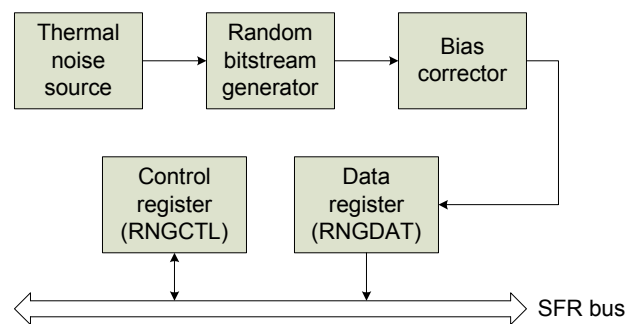 Thermal
noise
source
Random
bitstream
generator
Bias
corrector
Control
register
(RNGCTL)
Data
register
(RNGDAT)
SFR bus